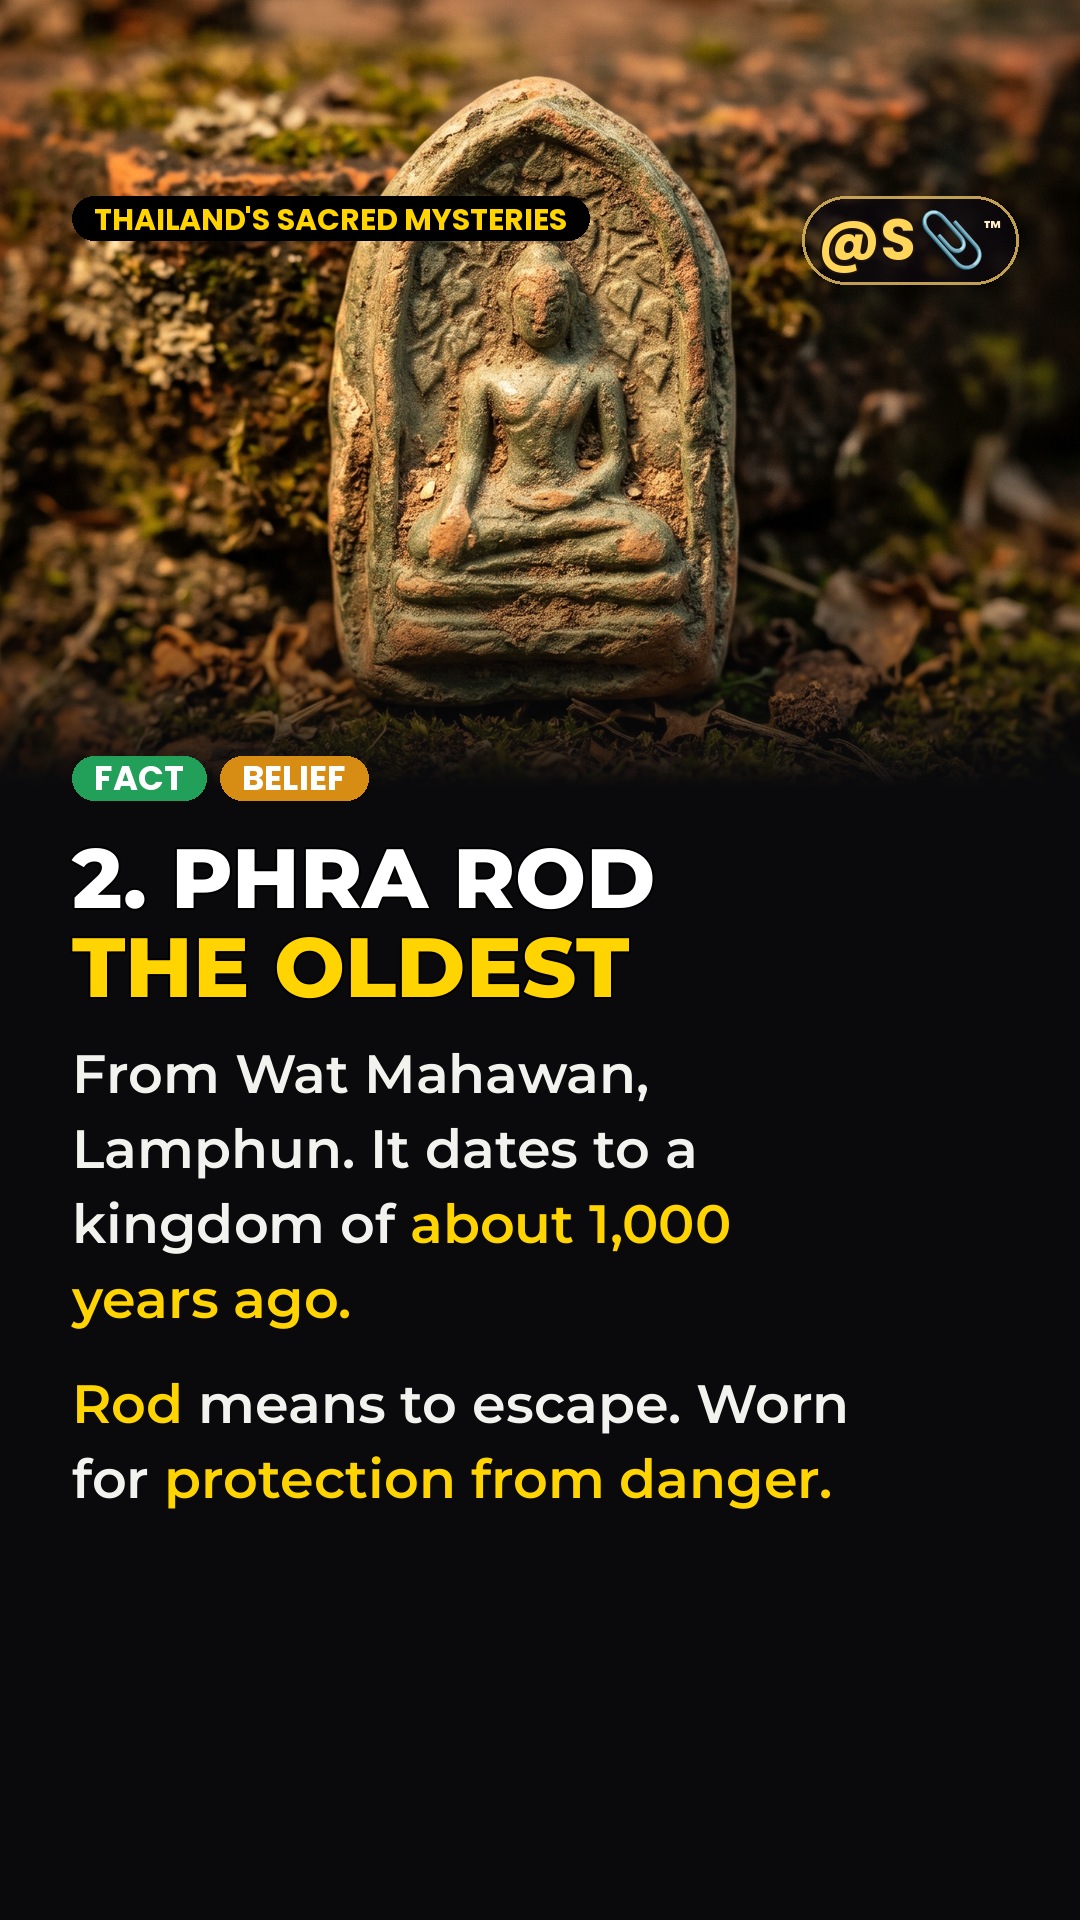 THAILAND'S SACRED MYSTERIES
@S📎™
FACT BELIEF
2. PHRA ROD
THE OLDEST
From Wat Mahawan,
Lamphun. It dates to a
kingdom of about 1,000
years ago.
Rod means to escape. Worn
for protection from danger.